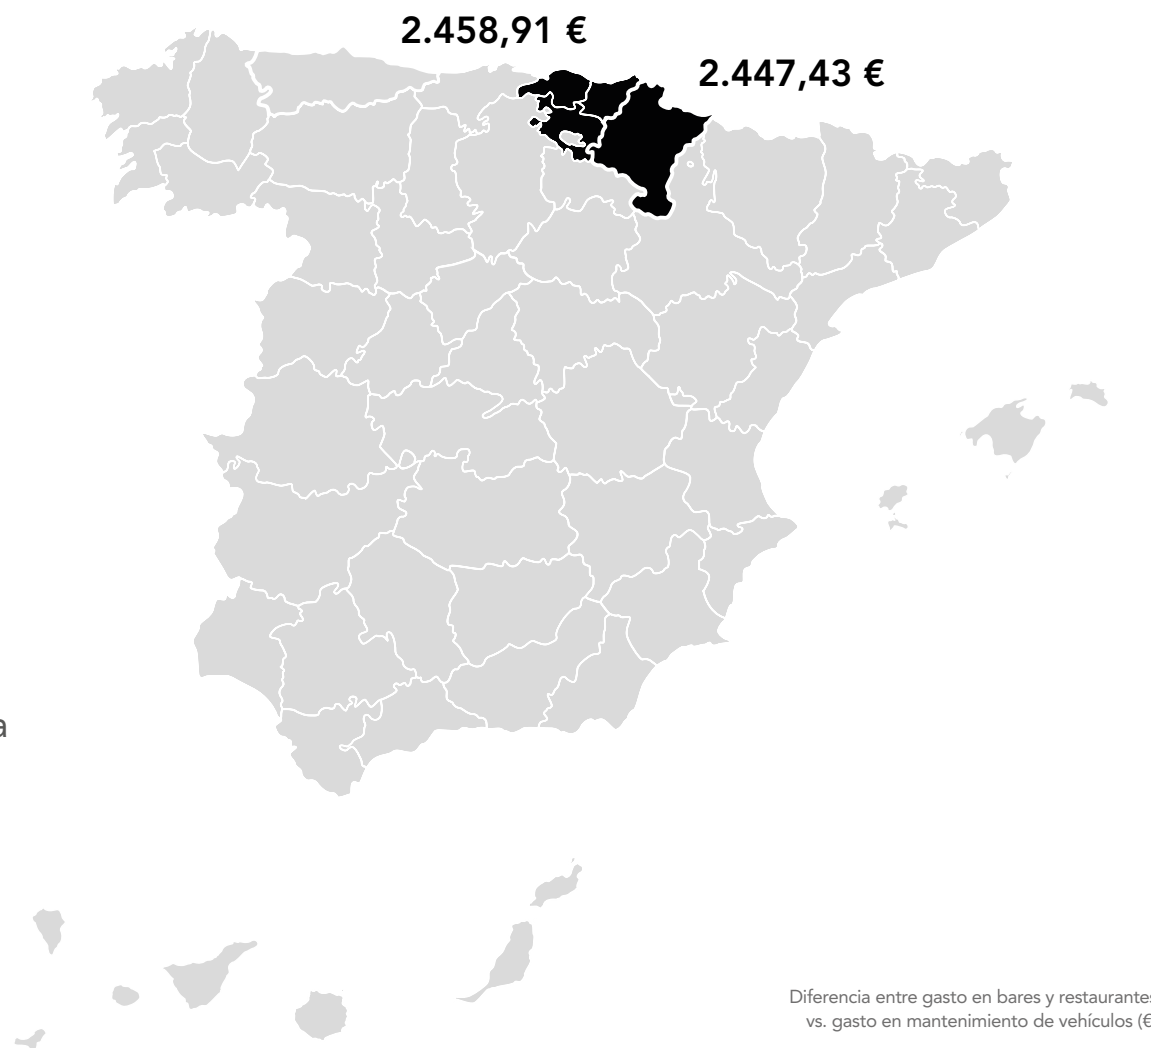 2.458,91 €
2.447,43 €
a
Diferencia entre gasto en bares y restaurantes
vs. gasto en mantenimiento de vehículos (€